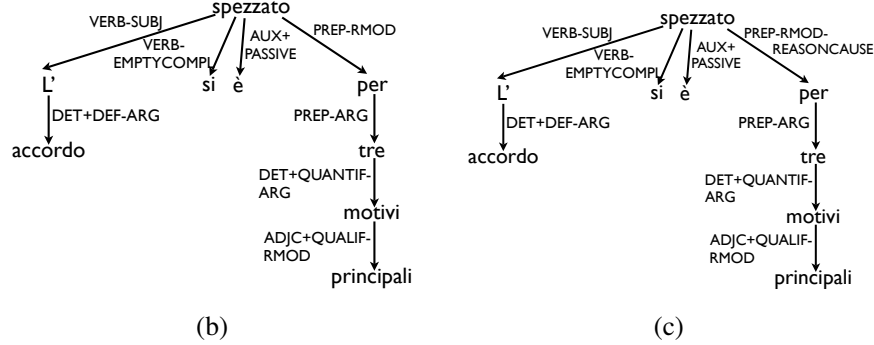 spezzato
VERB-SUBJ
VERB-
EMPTYCOMPL
AUX+
PASSIVE
PREP-RMOD
L'
si
è
per
DET+DEF-ARG
PREP-ARG
accordo
tre
DET+QUANTIF-
ARG
motivi
ADJC+QUALIF-
RMOD
principali
(b)
spezzato
VERB-SUBJ
VERB-
EMPTYCOMPL
AUX+
PASSIVE
PREP-RMOD-
REASONCAUSE
L'
si
è
per
DET+DEF-ARG
PREP-ARG
accordo
tre
DET+QUANTIF-
ARG
motivi
ADJC+QUALIF-
RMOD
principali
(c)